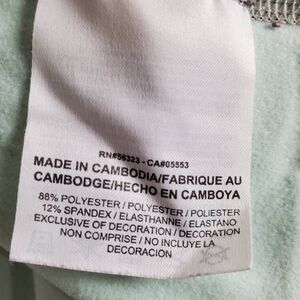 RN#56323 - CA#05553
MADE IN CAMBODIA/FABRIQUE AU
CAMBODGE/HECHO EN CAMBOYA
88% POLYESTER / POLYESTER / POLIESTER
12% SPANDEX / ELASTHANNE / ELASTANO
EXCLUSIVE OF DECORATION / DECORATION
NON COMPRISE / NO INCLUYE LA
DECORACION